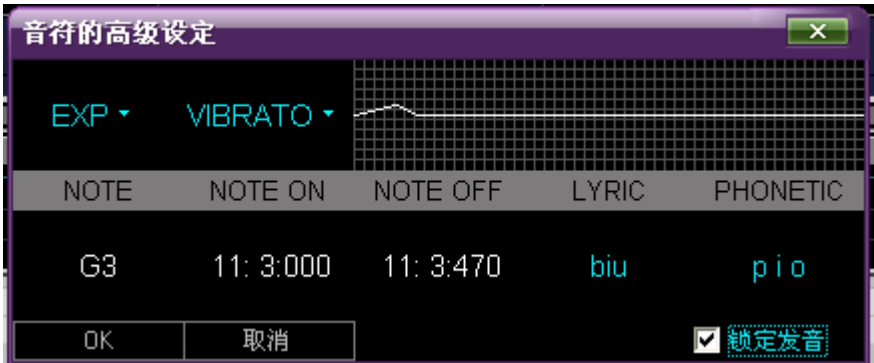 音符的高级设定
EXP VIBRATO
NOTE NOTE ON NOTE OFF LYRIC PHONETIC
G3 11: 3:000 11: 3:470 biu p i o
OK 取消 锁定发音